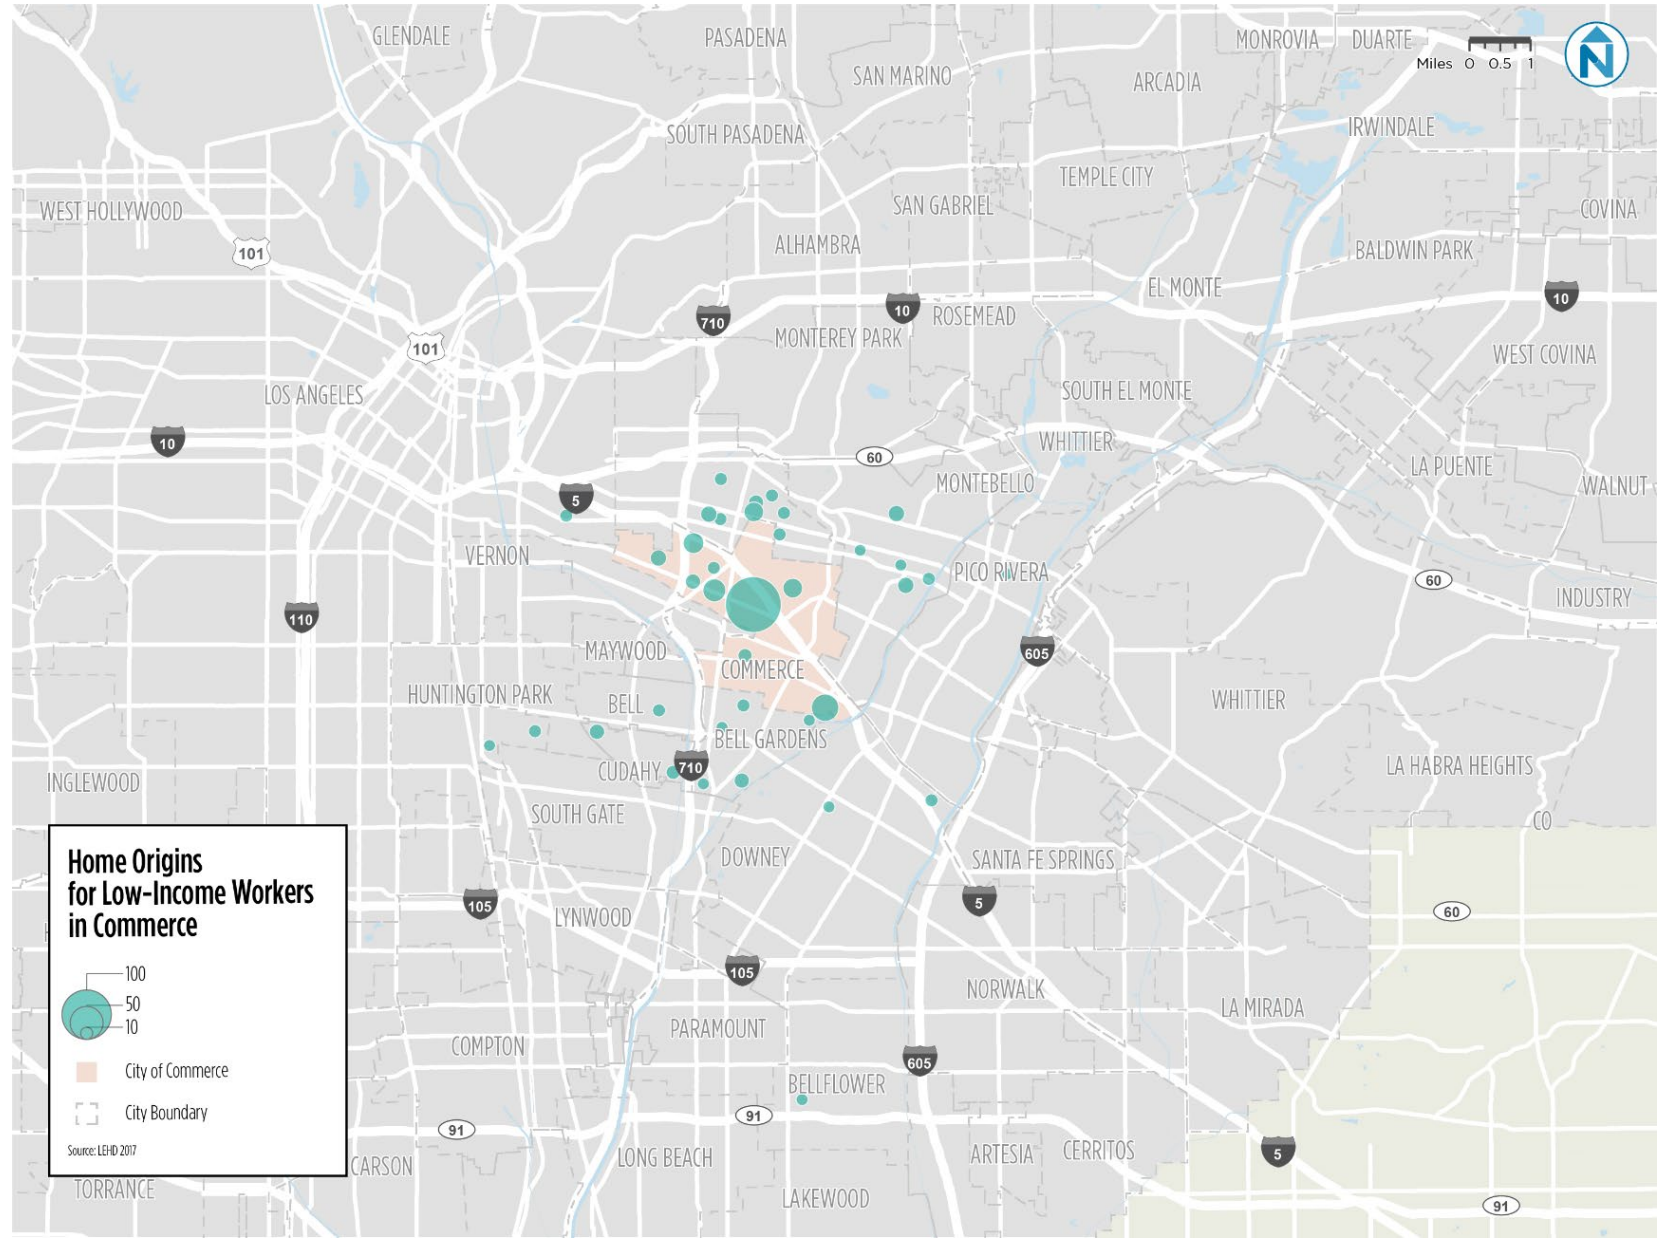 GLENDALE
PASADENA
MONROVIA
DUARTE
Miles 0 0.5 1
N
SAN MARINO
ARCADIA
IRWINDALE
SOUTH PASADENA
TEMPLE CITY
WEST HOLLYWOOD
SAN GABRIEL
COVINA
101
ALHAMBRA
BALDWIN PARK
EL MONTE
10
710
10
ROSEMEAD
MONTEREY PARK
101
WEST COVINA
LOS ANGELES
SOUTH EL MONTE
10
WHITTIER
60
LA PUENTE
MONTEBELLO
WALNUT
5
VERNON
PICO RIVERA
60
INDUSTRY
110
MAYWOOD
605
COMMERCE
HUNTINGTON PARK
BELL
WHITTIER
BELL GARDENS
LA HABRA HEIGHTS
CUDAHY
710
INGLEWOOD
SOUTH GATE
CO
DOWNEY
SANTA FE SPRINGS
105
5
60
LYNWOOD
105
NORWALK
LA MIRADA
PARAMOUNT
COMPTON
605
BELLFLOWER
91
91
ARTESIA
CERRITOS
5
LONG BEACH
CARSON
TORRANCE
LAKEWOOD
91
Home Origins
for Low-Income Workers
in Commerce
100
50
10
City of Commerce
City Boundary
Source: LEHD 2017